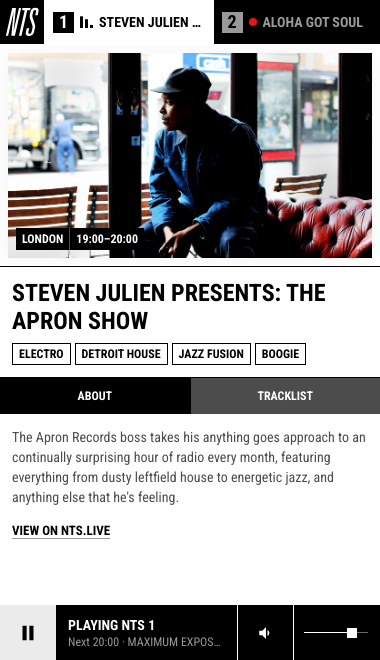 NTS
1 STEVEN JULIEN ...
2 ALOHA GOT SOUL
LONDON 19:00–20:00
STEVEN JULIEN PRESENTS: THE
APRON SHOW
ELECTRO DETROIT HOUSE JAZZ FUSION BOOGIE
ABOUT TRACKLIST
The Apron Records boss takes his anything goes approach to an
continually surprising hour of radio every month, featuring
everything from dusty leftfield house to energetic jazz, and
anything else that he's feeling.
VIEW ON NTS.LIVE
PLAYING NTS 1
Next 20:00 · MAXIMUM EXPOS...